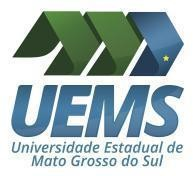 UEMS
Universidade Estadual de
Mato Grosso do Sul